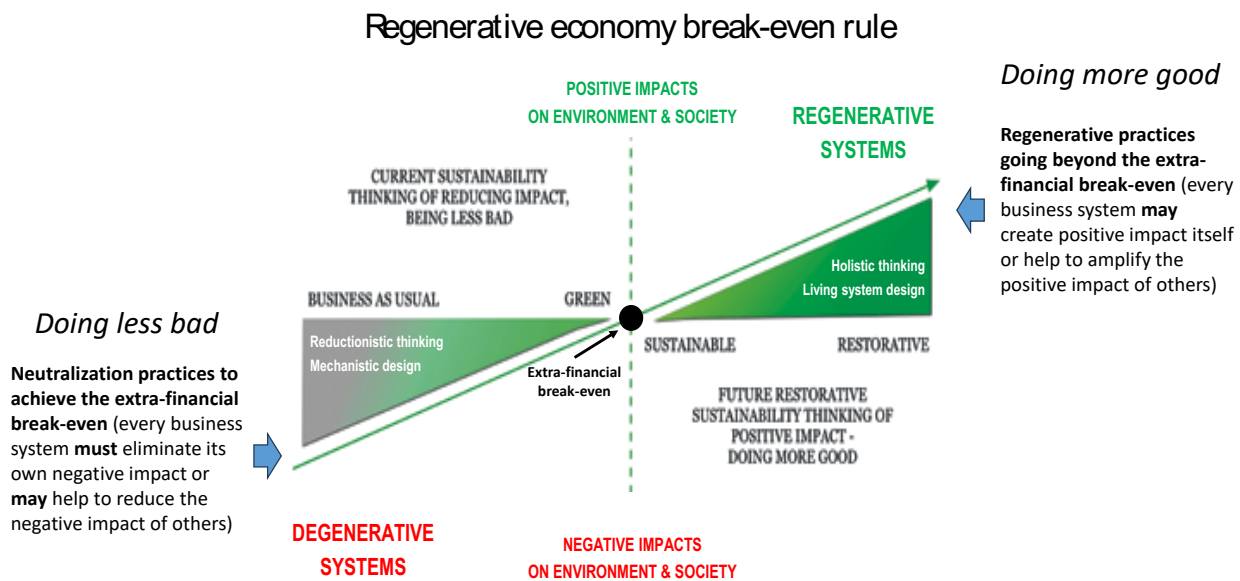 Regenerative economy break-even rule
Doing more good
POSITIVE IMPACTS
ON ENVIRONMENT & SOCIETY
REGENERATIVE
SYSTEMS
Regenerative practices
going beyond the extra-
financial break-even (every
business system may
create positive impact itself
or help to amplify the
positive impact of others)
CURRENT SUSTAINABILITY
THINKING OF REDUCING IMPACT,
BEING LESS BAD
Holistic thinking
Living system design
BUSINESS AS USUAL
GREEN
Doing less bad
Reductionistic thinking
Mechanistic design
SUSTAINABLE
RESTORATIVE
Extra-financial
break-even
Neutralization practices to
achieve the extra-financial
break-even (every business
system must eliminate its
own negative impact or
may help to reduce the
negative impact of others)
FUTURE RESTORATIVE
SUSTAINABILITY THINKING OF
POSITIVE IMPACT -
DOING MORE GOOD
DEGENERATIVE
SYSTEMS
NEGATIVE IMPACTS
ON ENVIRONMENT & SOCIETY